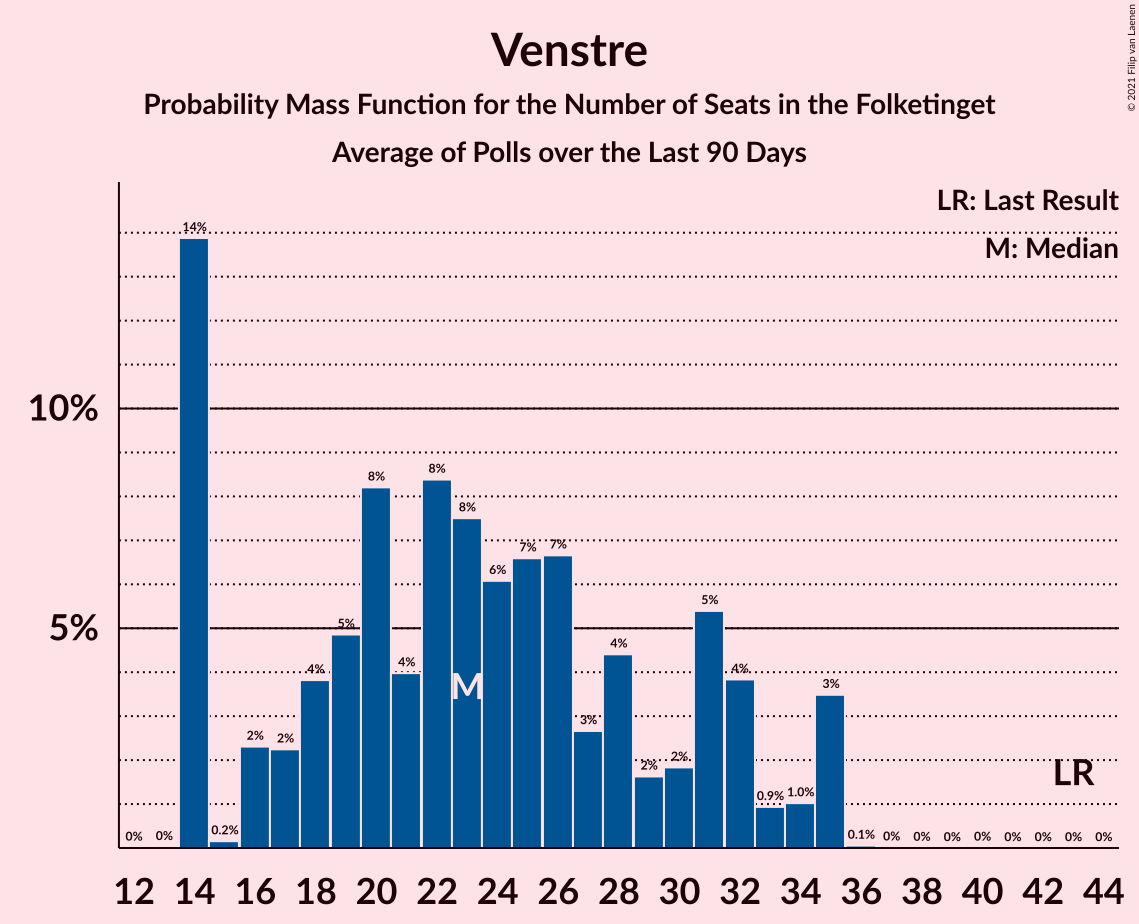 Venstre
Probability Mass Function for the Number of Seats in the Folketinget
Average of Polls over the Last 90 Days
© 2021 Filip van Laenen
LR: Last Result
M: Median
10%
5%
0% 0% 14% 0.2% 2% 2% 4% 5% 8% 4% 8% 8% 6% 7% 7% 3% 4% 2% 2% 5% 4% 0.9% 1.0% 3% 0.1% 0% 0% 0% 0% 0% 0% 0% 0%
M
LR
12 14 16 18 20 22 24 26 28 30 32 34 36 38 40 42 44